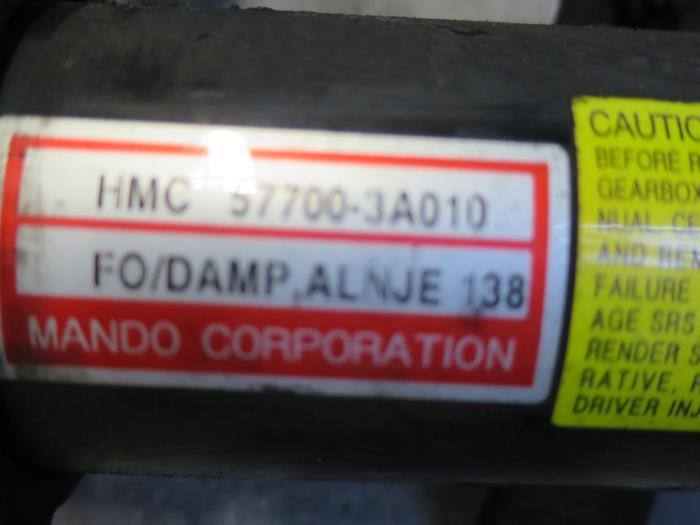 HMC 57700-3A010
FO/DAMP,ALNJE 138
MANDO CORPORATION
CAUTIO
BEFORE R
GEARBOX
NUAL, CE
AND REM
FAILURE
AGE SRS
RENDER S
RATIVE,
DRIVER INJ